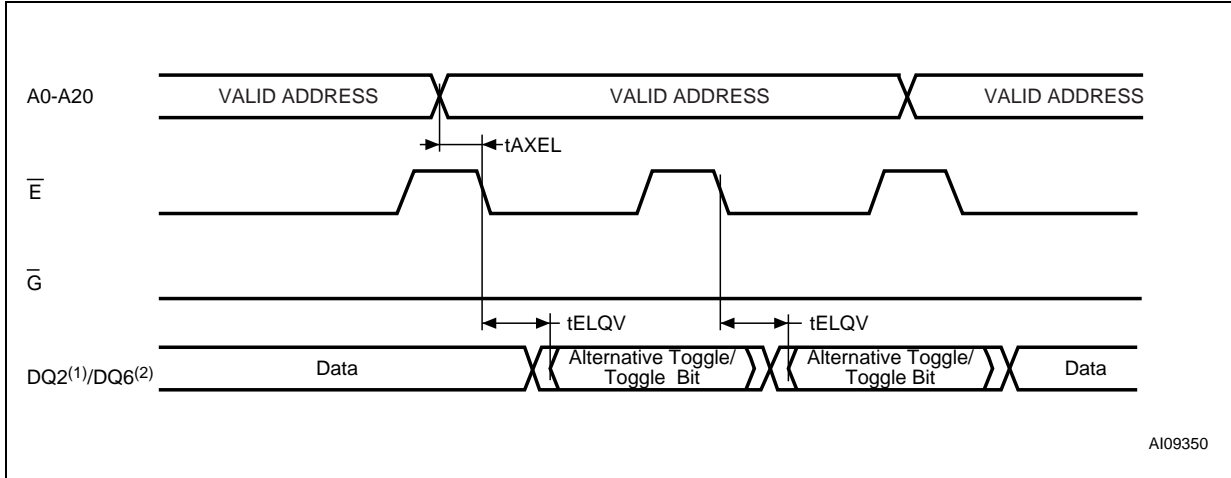 A0-A20 VALID ADDRESS VALID ADDRESS VALID ADDRESS
tAXEL
E̅
G̅
tELQV tELQV
DQ2(1)/DQ6(2) Data Alternative Toggle/ Toggle Bit Alternative Toggle/ Toggle Bit Data
AI09350